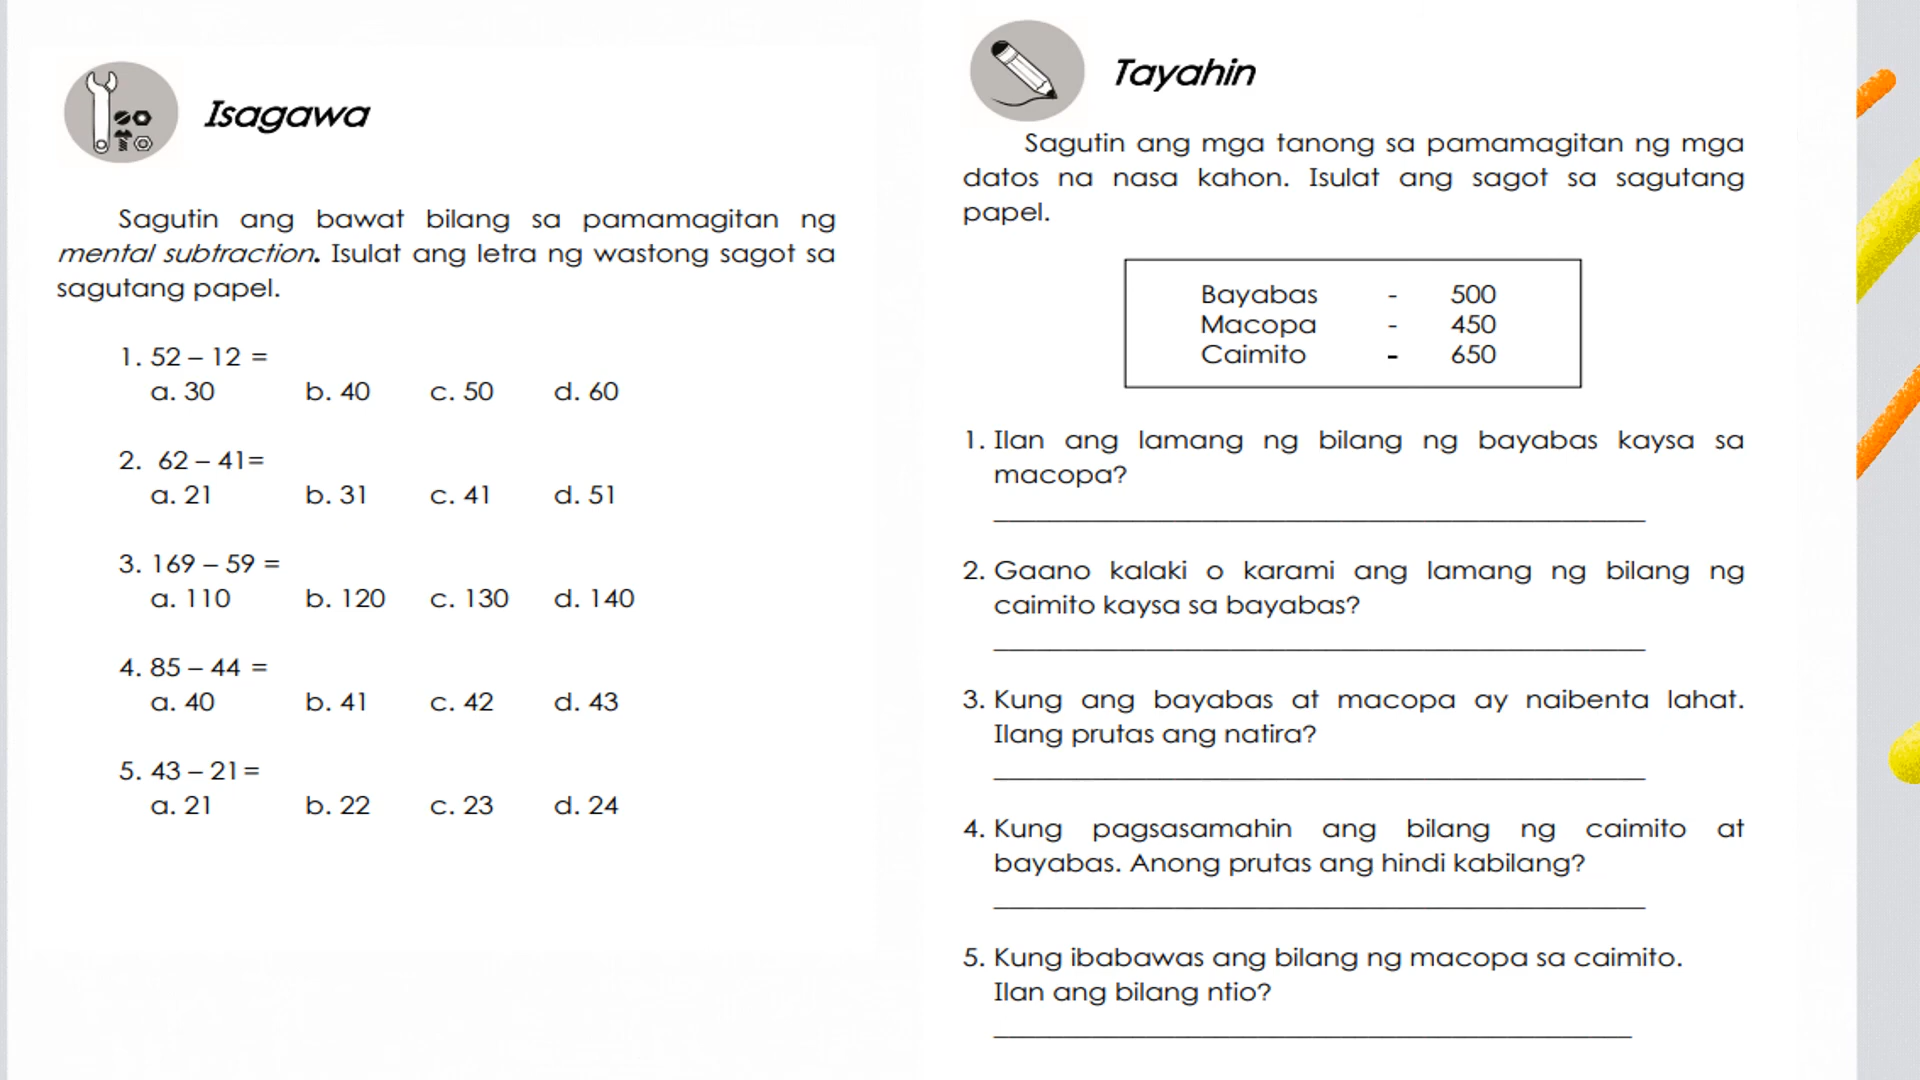 Isagawa
Sagutin ang bawat bilang sa pamamagitan ng
mental subtraction. Isulat ang letra ng wastong sagot sa
sagutang papel.
1. 52 – 12 =
a. 30 b. 40 c. 50 d. 60
2. 62 – 41=
a. 21 b. 31 c. 41 d. 51
3. 169 – 59 =
a. 110 b. 120 c. 130 d. 140
4. 85 – 44 =
a. 40 b. 41 c. 42 d. 43
5. 43 – 21 =
a. 21 b. 22 c. 23 d. 24
Tayahin
Sagutin ang mga tanong sa pamamagitan ng mga
datos na nasa kahon. Isulat ang sagot sa sagutang
papel.
Bayabas - 500
Macopa - 450
Caimito - 650
1. Ilan ang lamang ng bilang ng bayabas kaysa sa
macopa?
2. Gaano kalaki o karami ang lamang ng bilang ng
caimito kaysa sa bayabas?
3. Kung ang bayabas at macopa ay naibenta lahat.
Ilang prutas ang natira?
4. Kung pagsasamahin ang bilang ng caimito at
bayabas. Anong prutas ang hindi kabilang?
5. Kung ibabawas ang bilang ng macopa sa caimito.
Ilan ang bilang ntio?